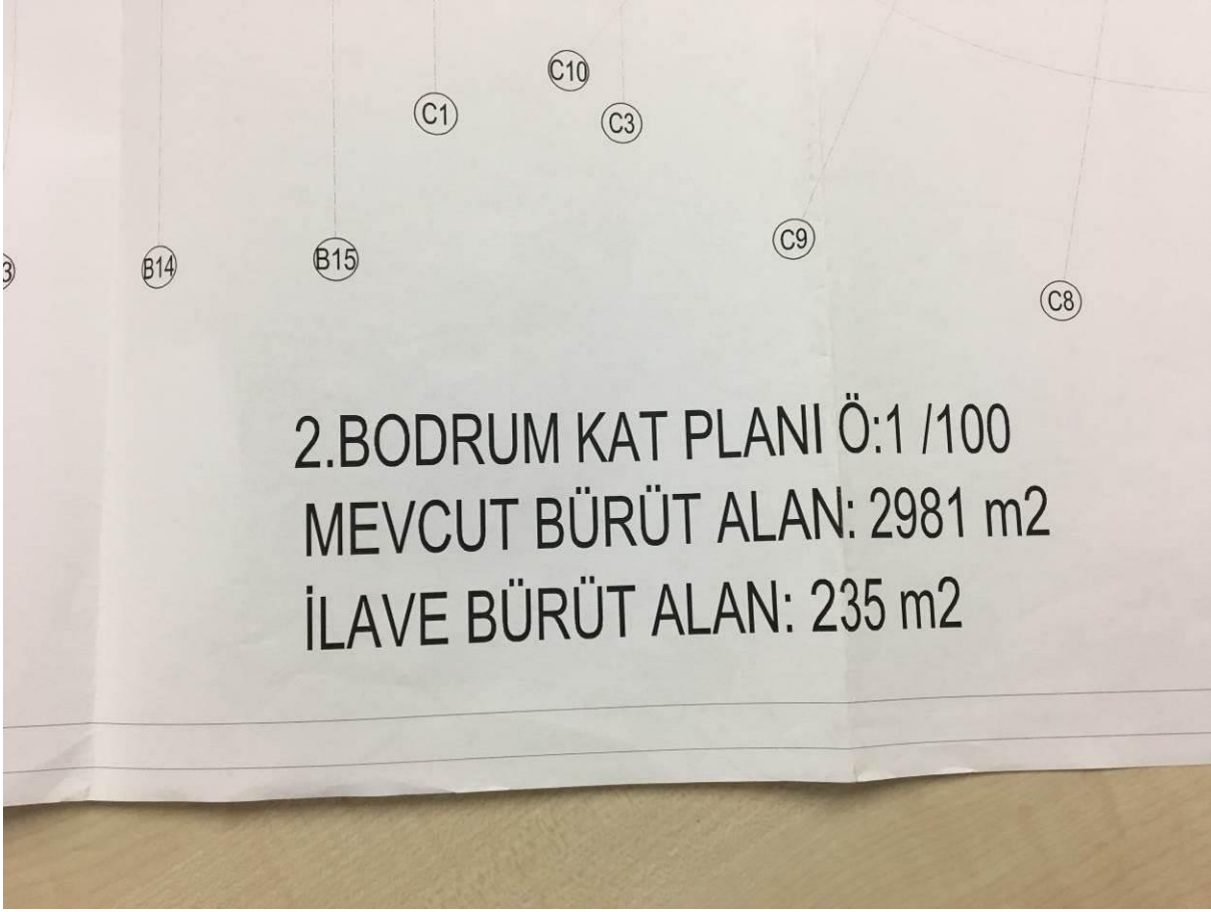 C10
C1
C3
C9
B15
B14
3
C8
2.BODRUM KAT PLANI Ö:1 /100
MEVCUT BÜRÜT ALAN: 2981 m2
İLAVE BÜRÜT ALAN: 235 m2